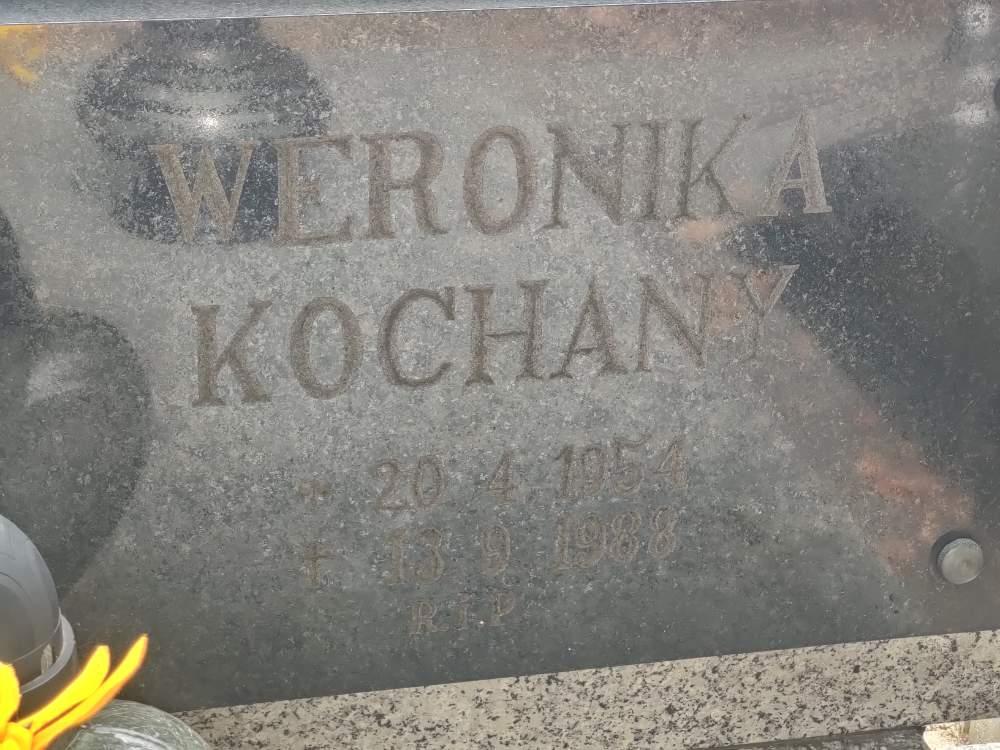 WERONIKA
KOCHANY
* 20 4 1954
† 13 9 1988
R.I.P